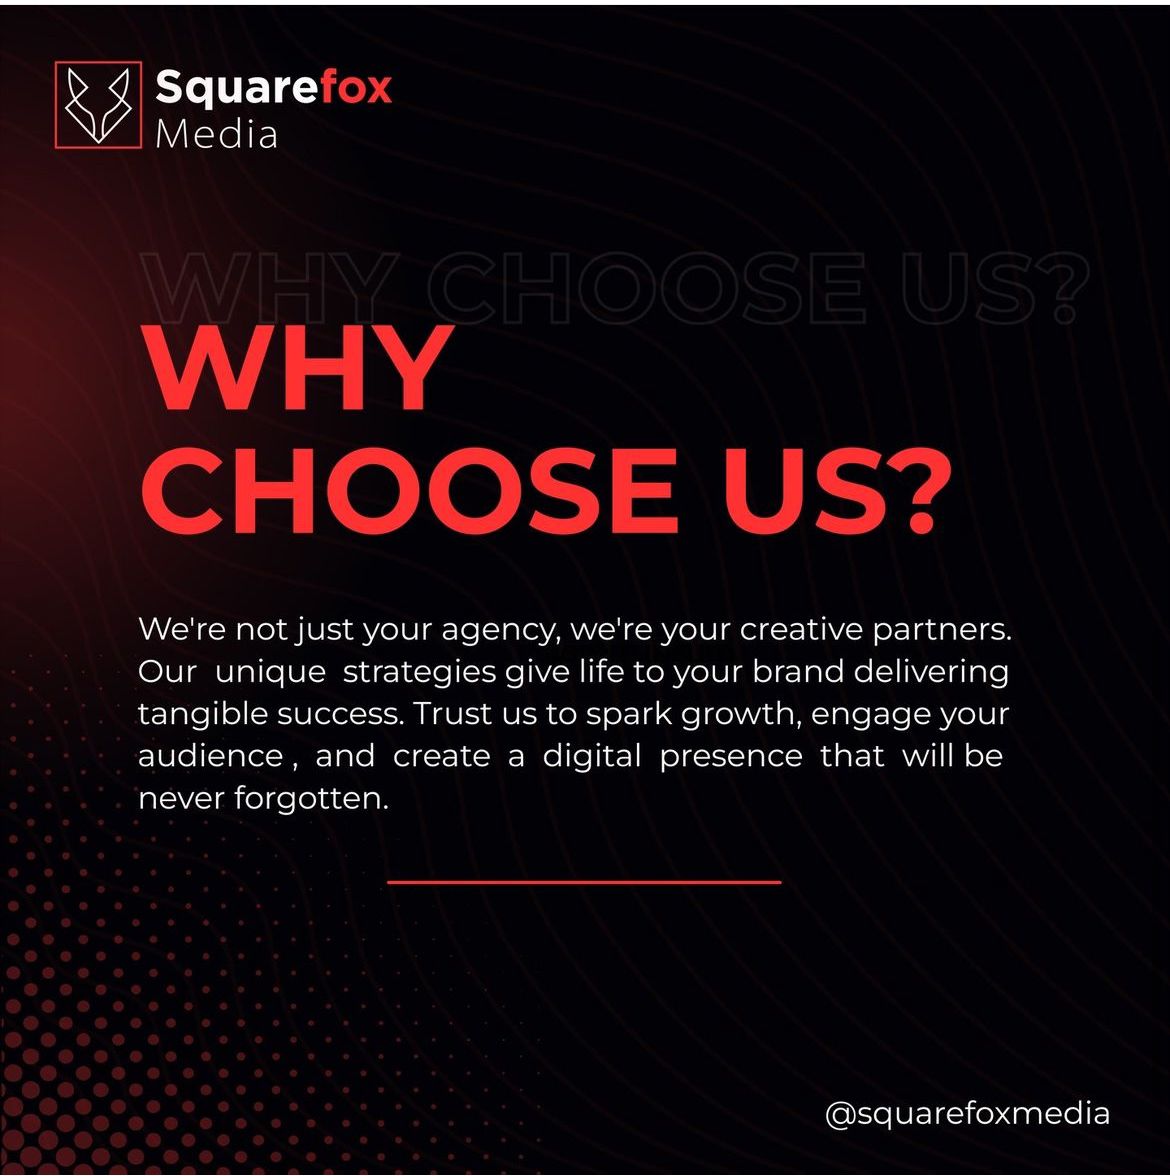 Squarefox
Media
WHY CHOOSE US?
WHY
CHOOSE US?
We're not just your agency, we're your creative partners.
Our unique strategies give life to your brand delivering
tangible success. Trust us to spark growth, engage your
audience , and create a digital presence that will be
never forgotten.
@squarefoxmedia